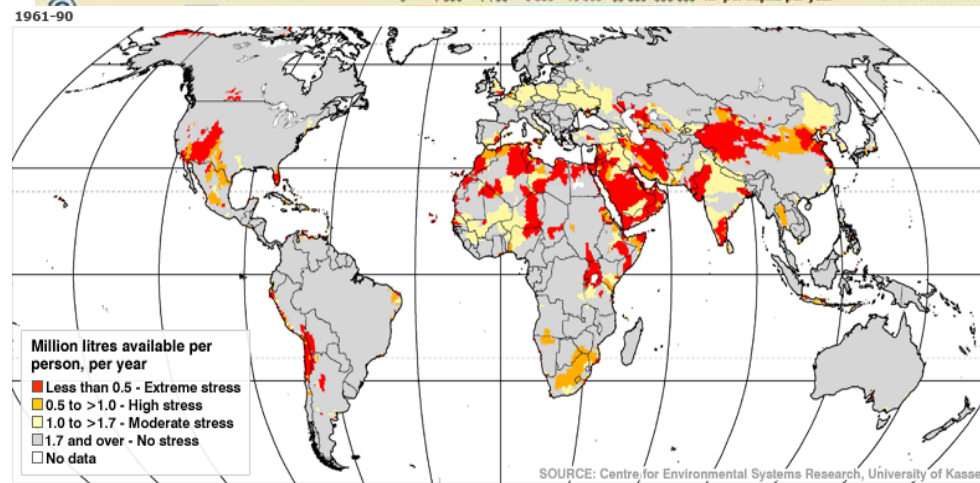 1961-90
Million litres available per
person, per year
Less than 0.5 - Extreme stress
0.5 to >1.0 - High stress
1.0 to >1.7 - Moderate stress
1.7 and over - No stress
No data
SOURCE: Centre for Environmental Systems Research, University of Kasse